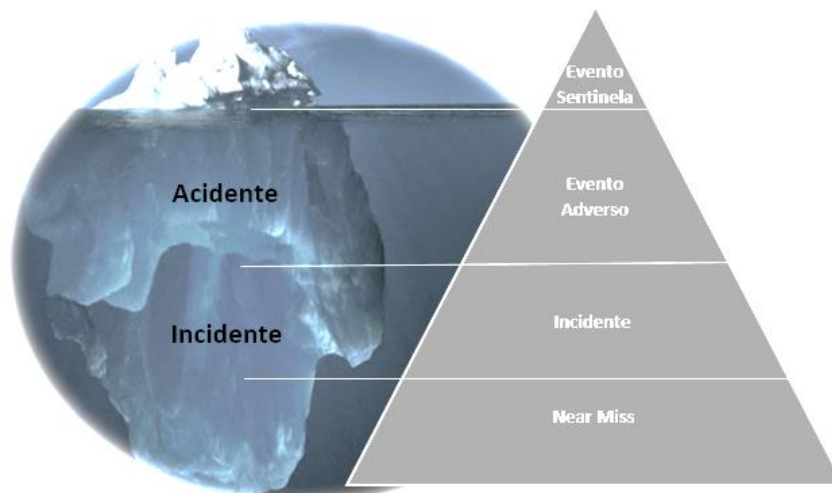 Evento
Sentinela
Acidente
Evento
Adverso
Incidente
Incidente
Near Miss